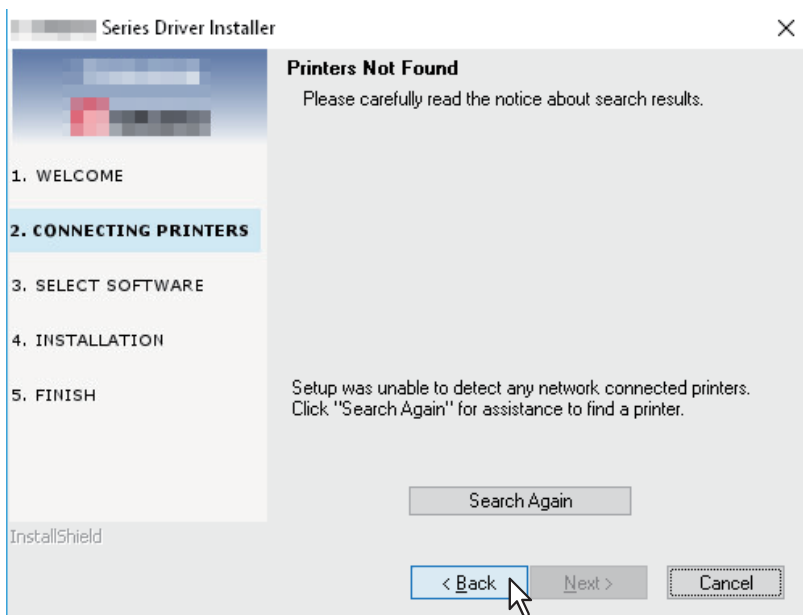 Series Driver Installer
Printers Not Found
Please carefully read the notice about search results.
1. WELCOME
2. CONNECTING PRINTERS
3. SELECT SOFTWARE
4. INSTALLATION
5. FINISH
Setup was unable to detect any network connected printers.
Click "Search Again" for assistance to find a printer.
Search Again
InstallShield
< Back
Next >
Cancel